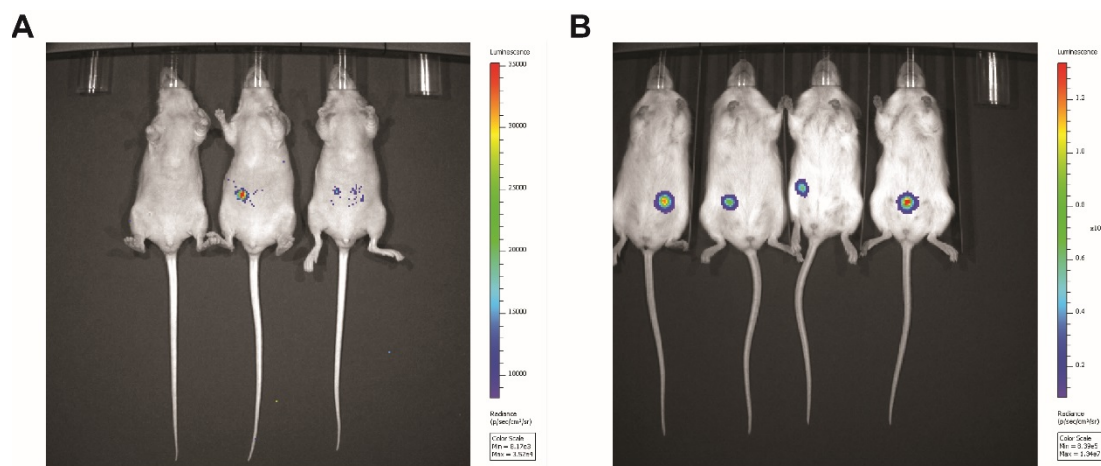 A
B
Luminescence
35000
30000
25000
20000
15000
10000
Radiance
(p/sec/cm²/sr)
Color Scale
Min = 8.17e3
Max = 3.52e4
Luminescence
1.2
1.0
0.8
x10
0.6
0.4
0.2
Radiance
(p/sec/cm²/sr)
Color Scale
Min = 8.39e5
Max = 1.34e7